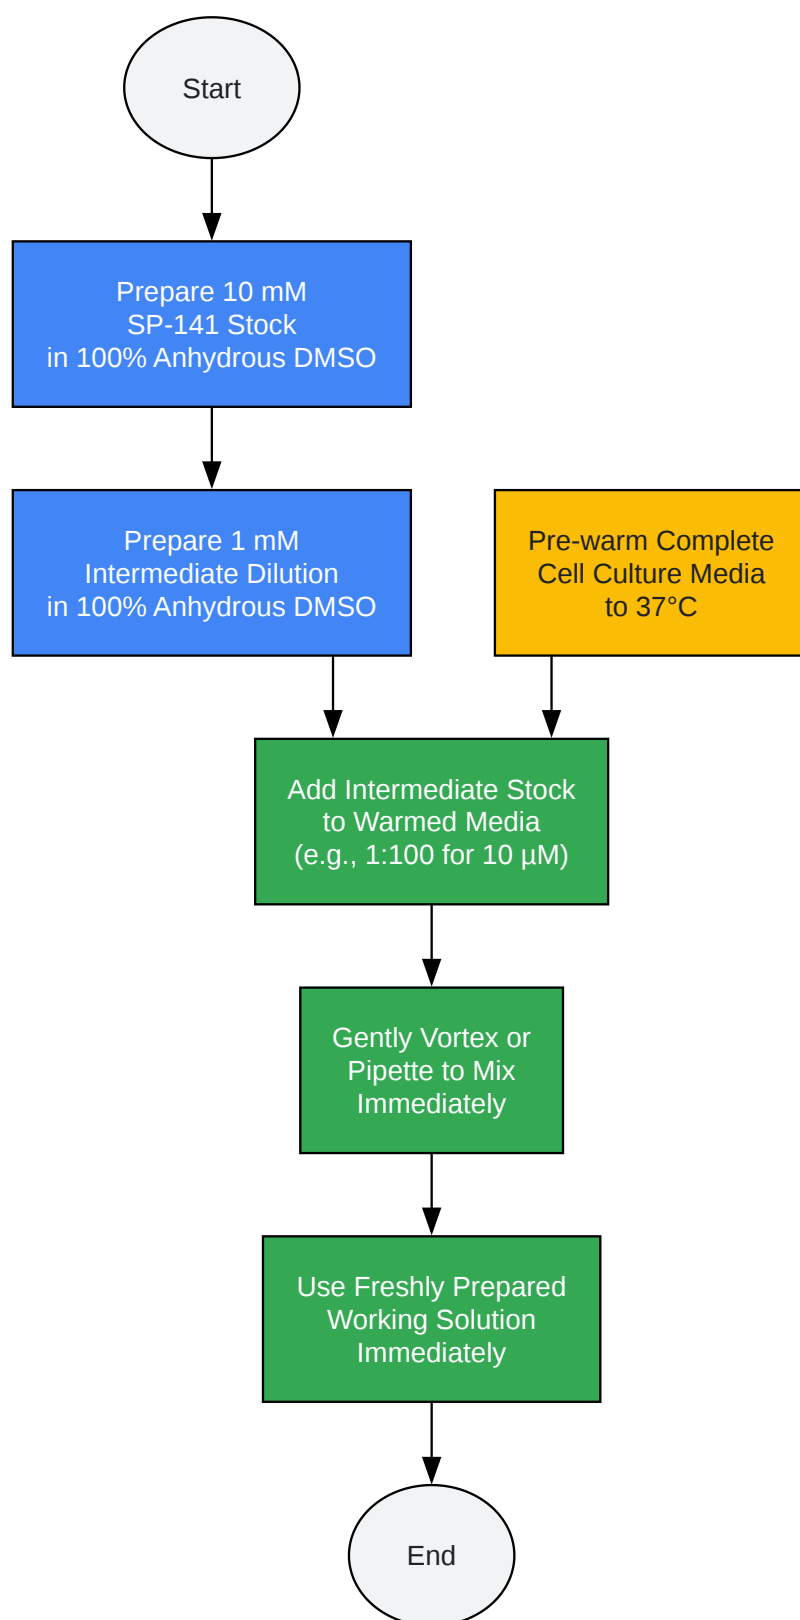 Start
Prepare 10 mM
SP-141 Stock
in 100% Anhydrous DMSO
Prepare 1 mM
Intermediate Dilution
in 100% Anhydrous DMSO
Pre-warm Complete
Cell Culture Media
to 37°C
Add Intermediate Stock
to Warmed Media
(e.g., 1:100 for 10 µM)
Gently Vortex or
Pipette to Mix
Immediately
Use Freshly Prepared
Working Solution
Immediately
End